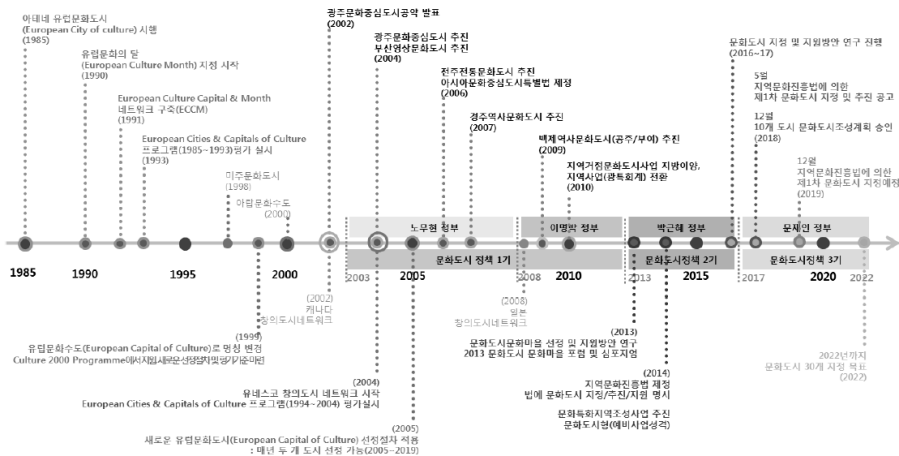 아테네 유럽문화도시
(European City of culture) 시행
(1985)
유럽문화의 달
(European Culture Month) 지정 시작
(1990)
European Culture Capital & Month
네트워크 구축(ECCM)
(1991)
European Cities & Capitals of Culture
프로그램(1985~1993)평가 실시
(1993)
미주문화도시
(1998)
아랍문화수도
(2000)
광주문화중심도시공약 발표
(2002)
광주문화중심도시 추진
부산영상문화도시 추진
(2004)
전주전통문화도시 추진
아시아문화중심도시특별법 제정
(2006)
경주역사문화도시 추진
(2007)
백제역사문화도시(공주/부여) 추진
(2009)
지역거점문화도시사업 지방이양,
지역사업(광특회계) 전환
(2010)
문화도시 지정 및 지원방안 연구 진행
(2016~17)
5월
지역문화진흥법에 의한
제1차 문화도시 지정 및 추진 공고
12월
10개 도시 문화도시조성계획 승인
(2018)
12월
지역문화진흥법에 의한
제1차 문화도시 지정예정
(2019)
노무현 정부
이명박 정부
박근혜 정부
문재인 정부
문화도시 정책 1기
문화도시정책 2기
문화도시정책 3기
1985
1990
1995
2000
2003
2005
2008
2010
2013
2015
2017
2020
2022
(2002)
캐나다
창의도시네트워크
(2008)
일본
창의도시네트워크
(1999)
유럽문화수도(European Capital of Culture)로 명칭 변경
Culture 2000 Programme에서 지원, 새로운 선정절차 및 평가기준 마련
(2004)
유네스코 창의도시 네트워크 시작
European Cities & Capitals of Culture 프로그램(1994~2004) 평가실시
(2005)
새로운 유럽문화도시(European Capital of Culture) 선정절차 적용
: 매년 두 개 도시 선정 가능(2005~2019)
(2013)
문화도시문화마을 선정 및 지원방안 연구
2013 문화도시 문화마을 포럼 및 심포지엄
(2014)
지역문화진흥법 제정
법에 문화도시 지정/추진/지원 명시
문화특화지역조성사업 추진
문화도시형(예비사업성격)
2022년까지
문화도시 30개 지정 목표
(2022)